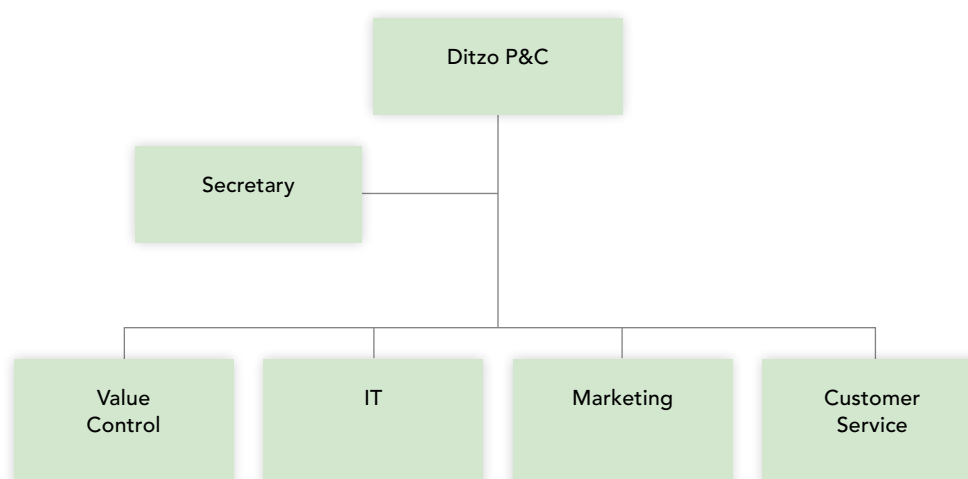 Ditzo P&C
Secretary
Value
Control
IT
Marketing
Customer
Service